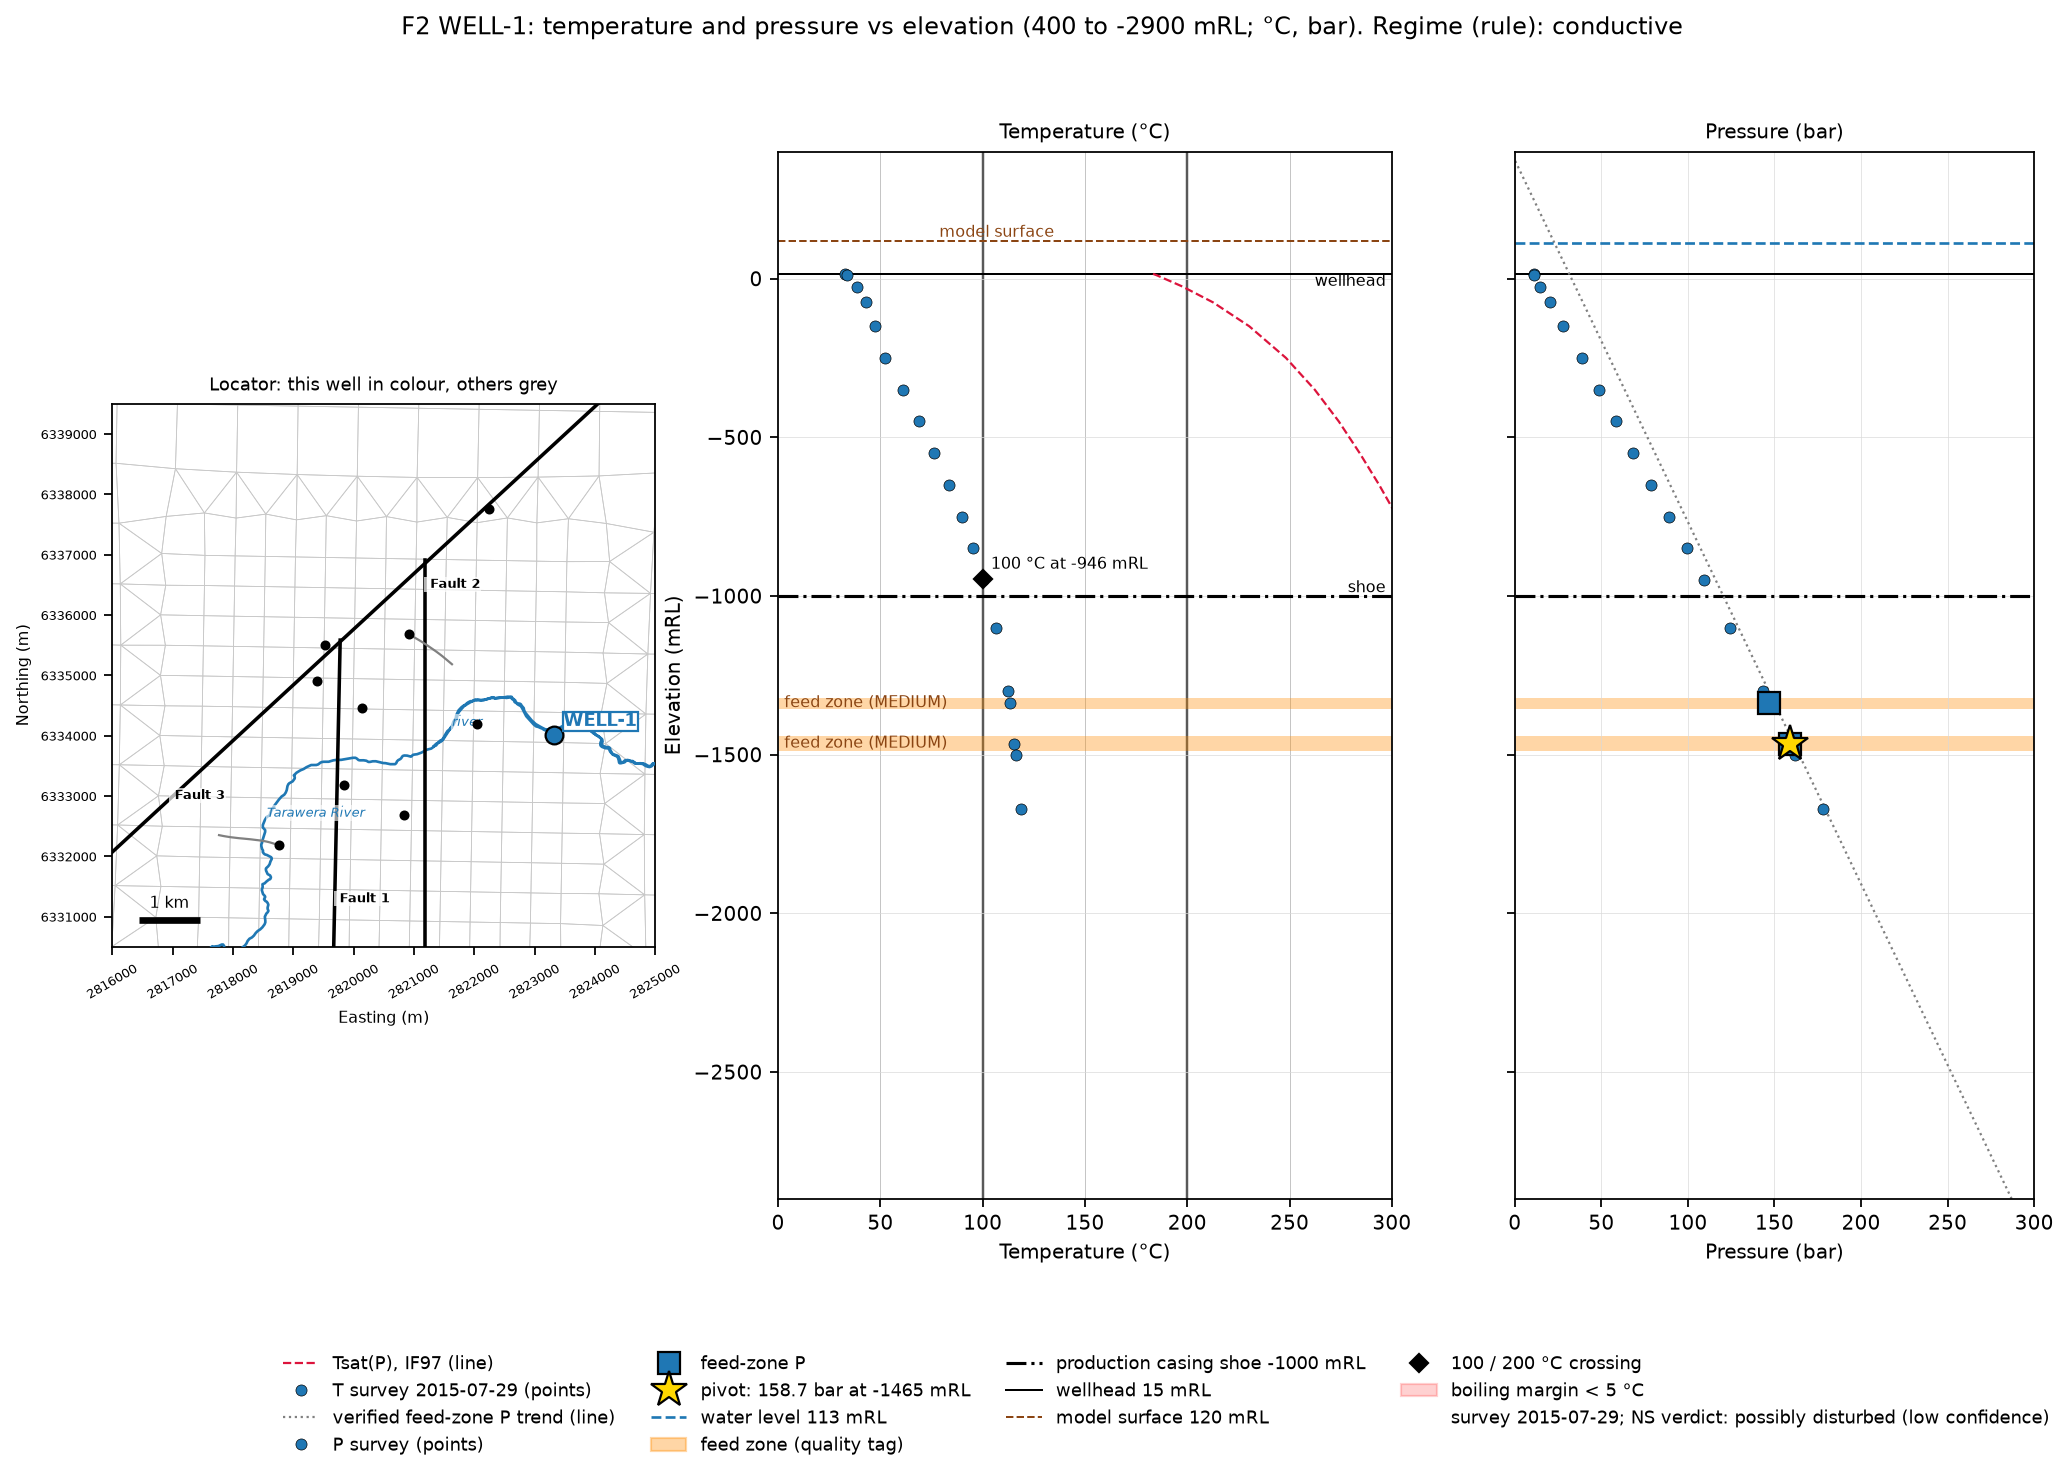 F2 WELL-1: temperature and pressure vs elevation (400 to -2900 mRL; °C, bar). Regime (rule): conductive
Locator: this well in colour, others grey
6339000
6338000
6337000
6336000
6335000
6334000
6333000
6332000
6331000
Northing (m)
Fault 2
river
WELL-1
Fault 3
Tarawera River
Fault 1
1 km
2816000
2817000
2818000
2819000
2820000
2821000
2822000
2823000
2824000
2825000
Easting (m)
Temperature (°C)
model surface
wellhead
100 °C at -946 mRL
shoe
feed zone (MEDIUM)
feed zone (MEDIUM)
0
−500
−1000
−1500
−2000
−2500
Elevation (mRL)
0
50
100
150
200
250
300
Temperature (°C)
Pressure (bar)
0
50
100
150
200
250
300
Pressure (bar)
Tsat(P), IF97 (line)
T survey 2015-07-29 (points)
verified feed-zone P trend (line)
P survey (points)
feed-zone P
pivot: 158.7 bar at -1465 mRL
water level 113 mRL
feed zone (quality tag)
production casing shoe -1000 mRL
wellhead 15 mRL
model surface 120 mRL
100 / 200 °C crossing
boiling margin < 5 °C
survey 2015-07-29; NS verdict: possibly disturbed (low confidence)